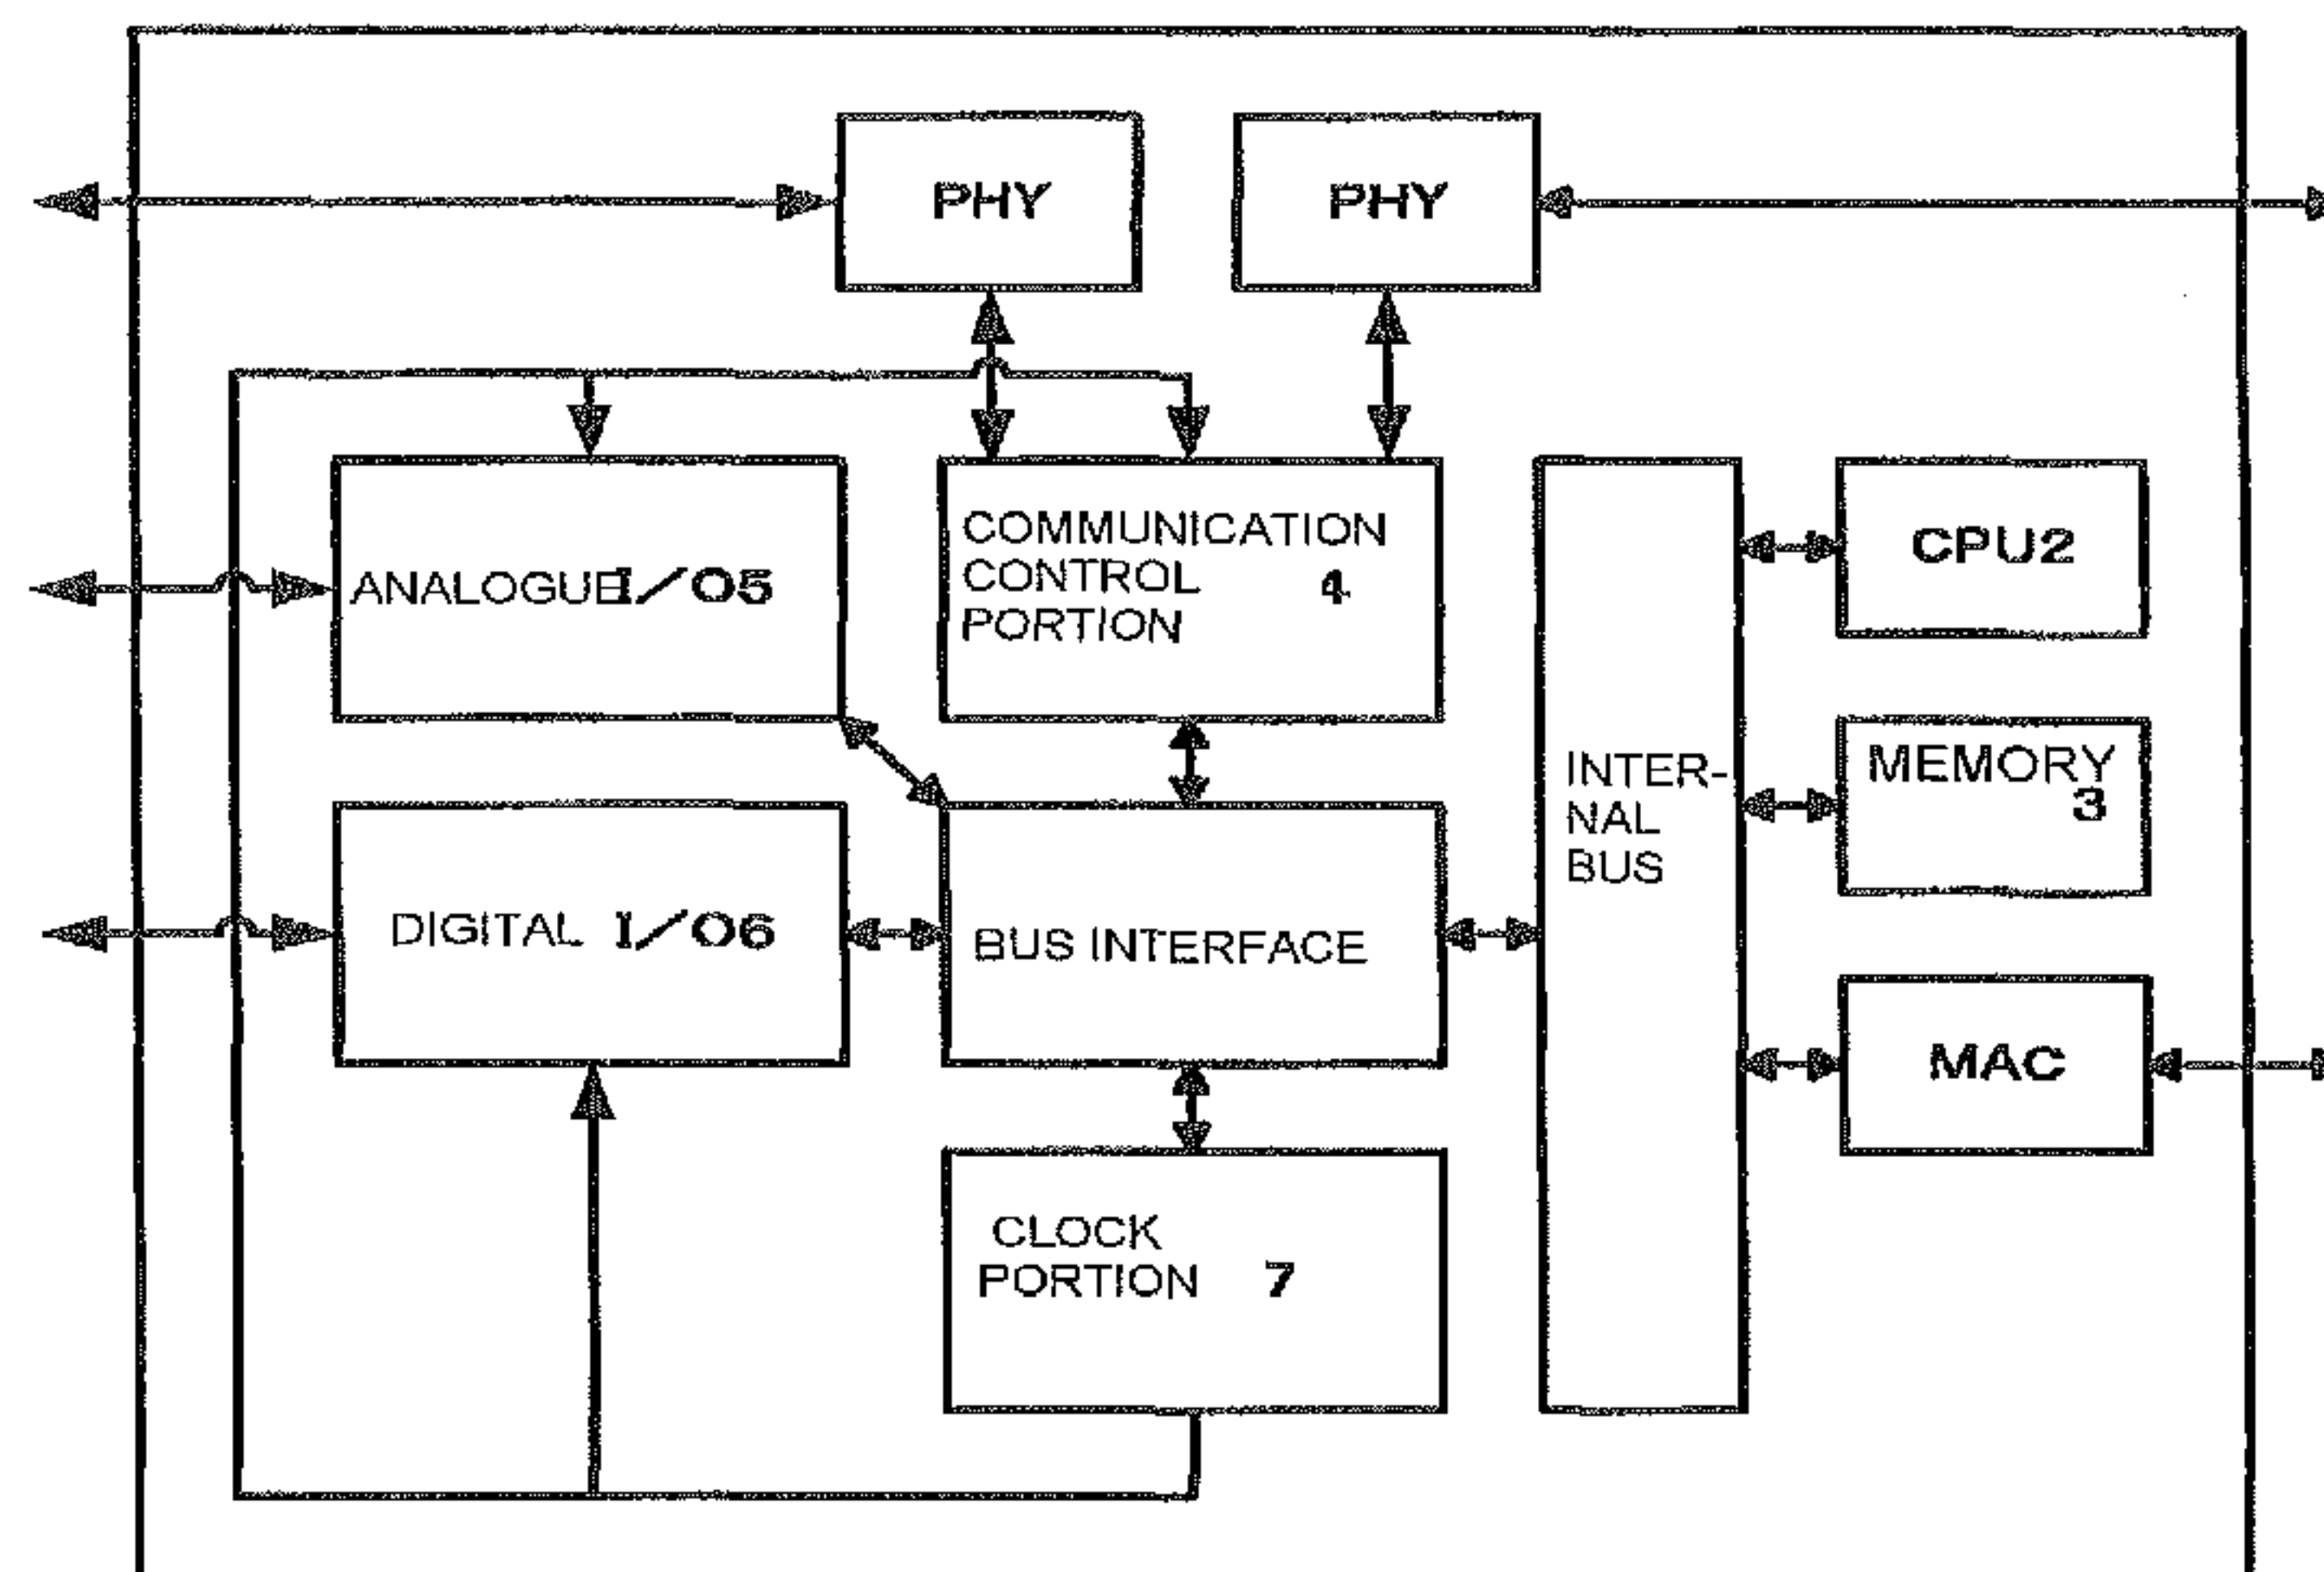 PHY
PHY
ANALOGUE I/O5
COMMUNICATION
CONTROL 4
PORTION
CPU2
MEMORY
3
INTER-
NAL
BUS
DIGITAL I/O6
BUS INTERFACE
MAC
CLOCK
PORTION 7